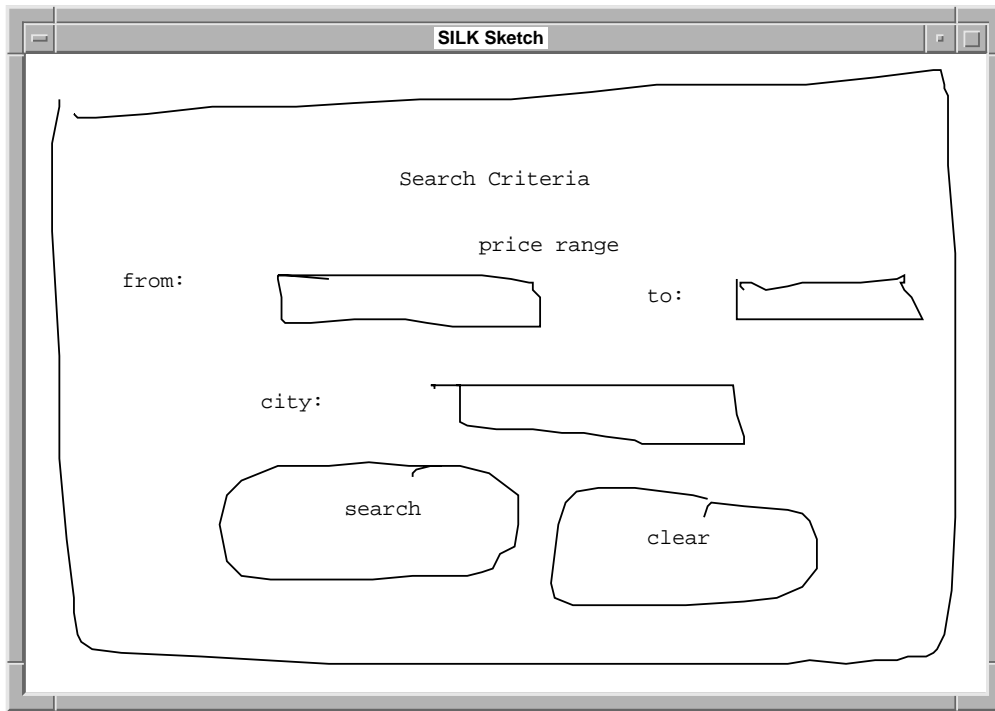 SILK Sketch
Search Criteria
price range
from:
to:
city:
search
clear